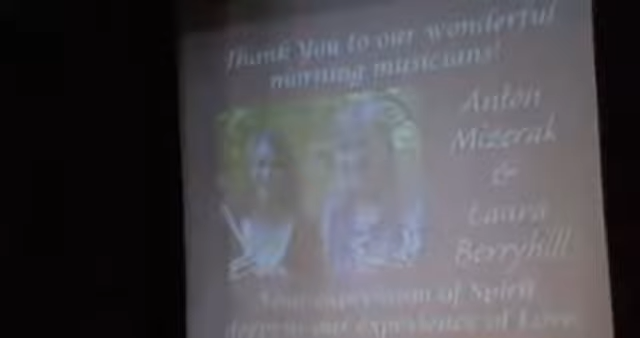 Thank You to our wonderful
morning musicians!
Anton
Mizerak
&
Laura
Berryhill
Your expression of Spirit
deepens our experience of Love.